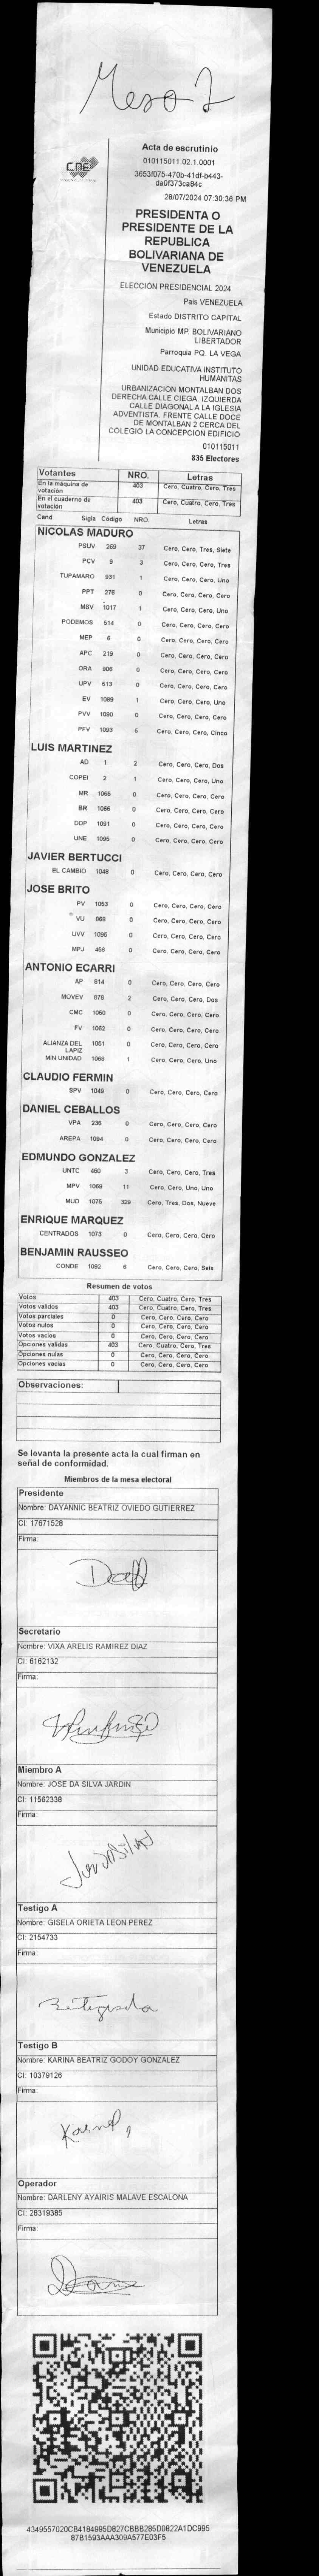 Mesa 2
Acta de escrutinio
CNE
010115011.02.1.0001
3653f075-470b-41df-b443-
da0f373ca84c
28/07/2024 07:30:36 PM
PRESIDENTA O
PRESIDENTE DE LA
REPUBLICA
BOLIVARIANA DE
VENEZUELA
ELECCIÓN PRESIDENCIAL 2024
Pais VENEZUELA
Estado DISTRITO CAPITAL
Municipio MP. BOLIVARIANO
LIBERTADOR
Parroquia PQ. LA VEGA
UNIDAD EDUCATIVA INSTITUTO
HUMANITAS
URBANIZACIÓN MONTALBAN DOS
DERECHA CALLE CIEGA. IZQUIERDA
CALLE DIAGONAL A LA IGLESIA
ADVENTISTA. FRENTE CALLE DOCE
DE MONTALBAN 2 CERCA DEL
COLEGIO LA CONCEPCION EDIFICIO
010115011
835 Electores
Votantes NRO. Letras
En la máquina de votación 403 Cero, Cuatro, Cero, Tres
En el cuaderno de votación 403 Cero, Cuatro, Cero, Tres
Cand. Sigla Código NRO. Letras
NICOLAS MADURO
PSUV 269 37 Cero, Cero, Tres, Siete
PCV 9 3 Cero, Cero, Cero, Tres
TUPAMARO 931 1 Cero, Cero, Cero, Uno
PPT 276 0 Cero, Cero, Cero, Cero
MSV 1017 1 Cero, Cero, Cero, Uno
PODEMOS 514 0 Cero, Cero, Cero, Cero
MEP 6 0 Cero, Cero, Cero, Cero
APC 219 0 Cero, Cero, Cero, Cero
ORA 906 0 Cero, Cero, Cero, Cero
UPV 513 0 Cero, Cero, Cero, Cero
EV 1089 1 Cero, Cero, Cero, Uno
PVV 1090 0 Cero, Cero, Cero, Cero
PFV 1093 5 Cero, Cero, Cero, Cinco
LUIS MARTINEZ
AD 1 2 Cero, Cero, Cero, Dos
COPEI 2 1 Cero, Cero, Cero, Uno
MR 1065 0 Cero, Cero, Cero, Cero
BR 1066 0 Cero, Cero, Cero, Cero
DDP 1091 0 Cero, Cero, Cero, Cero
UNE 1095 0 Cero, Cero, Cero, Cero
JAVIER BERTUCCI
EL CAMBIO 1048 0 Cero, Cero, Cero, Cero
JOSE BRITO
PV 1053 0 Cero, Cero, Cero, Cero
VU 868 0 Cero, Cero, Cero, Cero
UVV 1096 0 Cero, Cero, Cero, Cero
MPJ 458 0 Cero, Cero, Cero, Cero
ANTONIO ECARRI
AP 814 0 Cero, Cero, Cero, Cero
MOVEV 878 2 Cero, Cero, Cero, Dos
CMC 1050 0 Cero, Cero, Cero, Cero
FV 1062 0 Cero, Cero, Cero, Cero
ALIANZA DEL LAPIZ 1051 0 Cero, Cero, Cero, Cero
MIN UNIDAD 1069 1 Cero, Cero, Cero, Uno
CLAUDIO FERMIN
SPV 1049 0 Cero, Cero, Cero, Cero
DANIEL CEBALLOS
VPA 236 0 Cero, Cero, Cero, Cero
AREPA 1094 0 Cero, Cero, Cero, Cero
EDMUNDO GONZALEZ
UNTC 460 3 Cero, Cero, Cero, Tres
MPV 1069 11 Cero, Cero, Uno, Uno
MUD 1075 329 Cero, Tres, Dos, Nueve
ENRIQUE MARQUEZ
CENTRADOS 1073 0 Cero, Cero, Cero, Cero
BENJAMIN RAUSSEO
CONDE 1092 6 Cero, Cero, Cero, Seis
Resumen de votos
Votos 403 Cero, Cuatro, Cero, Tres
Votos validos 403 Cero, Cuatro, Cero, Tres
Votos parciales 0 Cero, Cero, Cero, Cero
Votos nulos 0 Cero, Cero, Cero, Cero
Votos vacios 0 Cero, Cero, Cero, Cero
Opciones validas 403 Cero, Cuatro, Cero, Tres
Opciones nulas 0 Cero, Cero, Cero, Cero
Opciones vacias 0 Cero, Cero, Cero, Cero
Observaciones:
Se levanta la presente acta la cual firman en
señal de conformidad.
Miembros de la mesa electoral
Presidente
Nombre: DAYANNIC BEATRIZ OVIEDO GUTIERREZ
CI: 17671528
Firma:
Secretario
Nombre: VIXA ARELIS RAMIREZ DIAZ
CI: 6162132
Firma:
Miembro A
Nombre: JOSE DA SILVA JARDIN
CI: 11562338
Firma:
Testigo A
Nombre: GISELA ORIETA LEON PEREZ
CI: 2154733
Firma:
Testigo B
Nombre: KARINA BEATRIZ GODOY GONZALEZ
CI: 10379126
Firma:
Operador
Nombre: DARLENY AYAIRIS MALAVE ESCALONA
CI: 28319385
Firma:
4349557020CB4184995D827CBBB285D0822A1DC995
87B1593AAA309A577E03F5